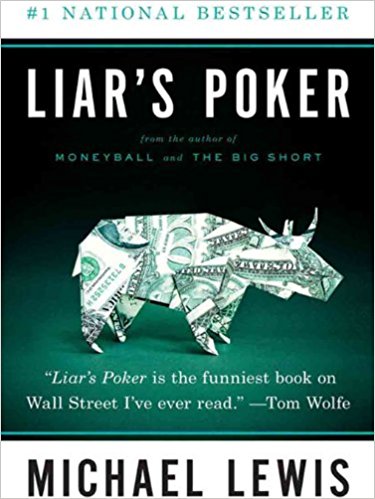 #1 NATIONAL BESTSELLER
LIAR'S POKER
from the author of
MONEYBALL and THE BIG SHORT
“Liar's Poker is the funniest book on
Wall Street I've ever read.” —Tom Wolfe
MICHAEL LEWIS